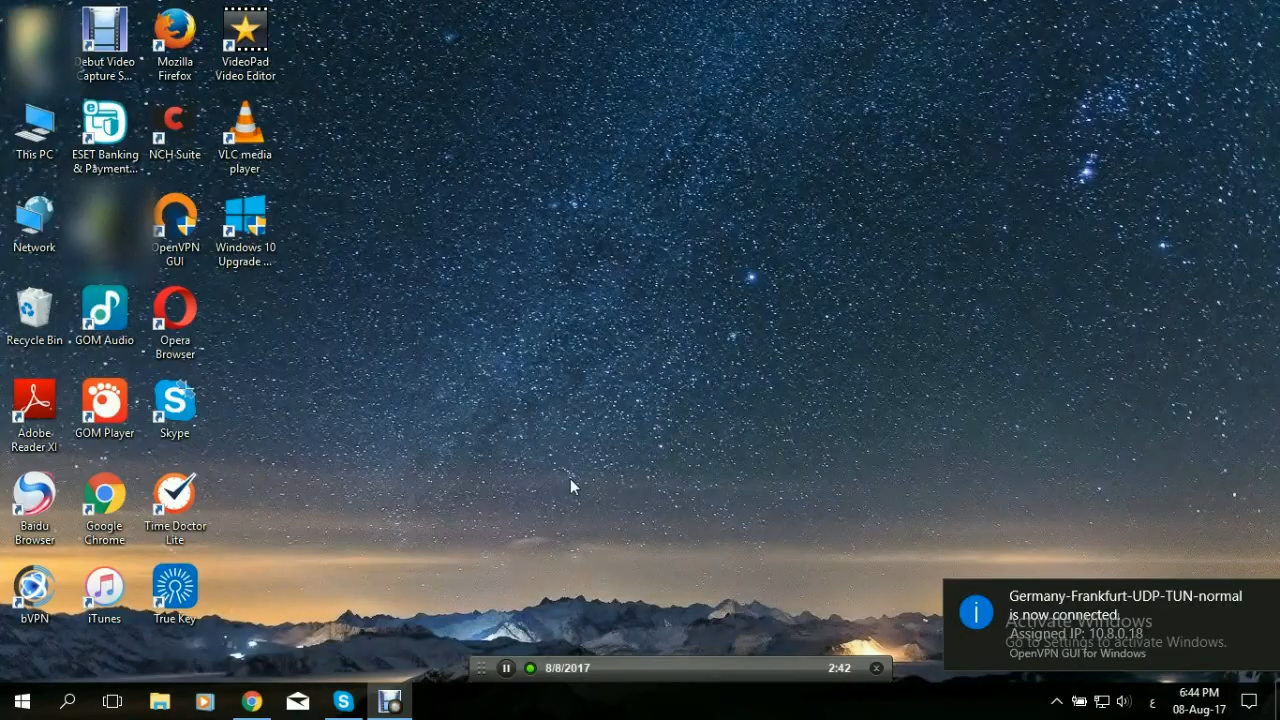 Debut Video
Capture S...
Mozilla
Firefox
VideoPad
Video Editor
This PC
ESET Banking
& Payment...
NCH Suite
VLC media
player
Network
OpenVPN
GUI
Windows 10
Upgrade ...
Recycle Bin
GOM Audio
Opera
Browser
Adobe
Reader XI
GOM Player
Skype
Baidu
Browser
Google
Chrome
Time Doctor
Lite
bVPN
iTunes
True Key
Germany-Frankfurt-UDP-TUN-normal
is now connected.
Activate Windows
Assigned IP: 10.8.0.18
Go to Settings to activate Windows.
OpenVPN GUI for Windows
8/8/2017
2:42
ع
6:44 PM
08-Aug-17